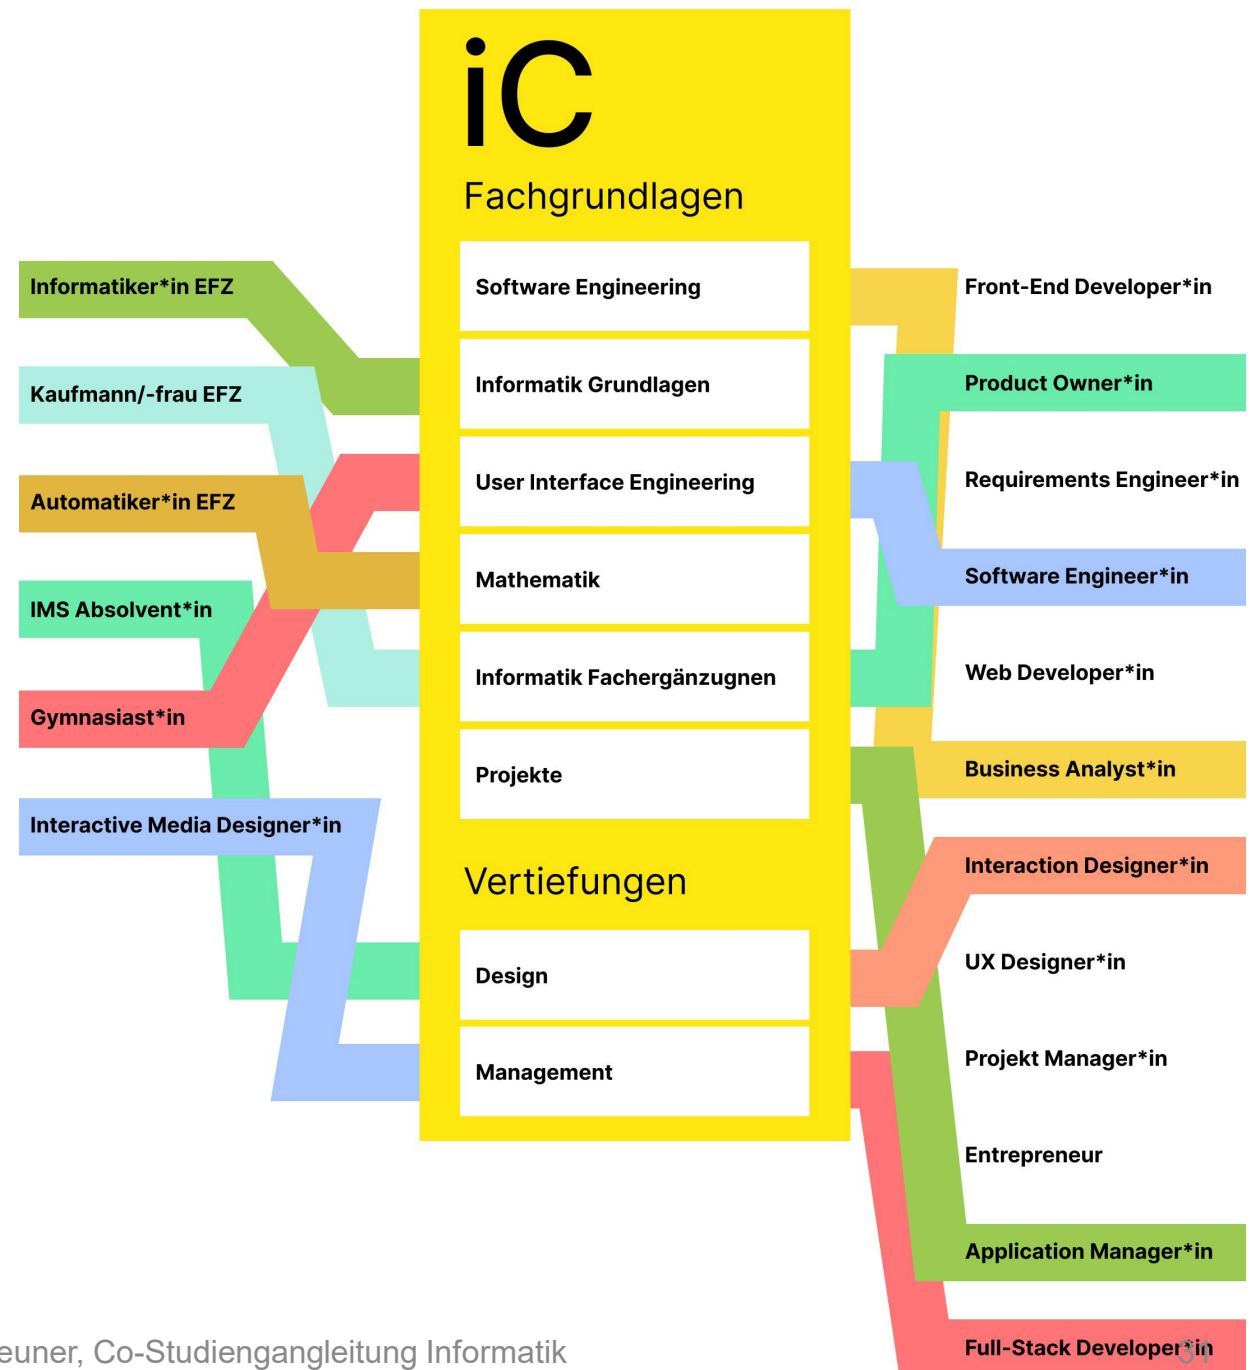 iC
Fachgrundlagen
Informatiker*in EFZ
Kaufmann/-frau EFZ
Automatiker*in EFZ
IMS Absolvent*in
Gymnasiast*in
Interactive Media Designer*in
Software Engineering
Informatik Grundlagen
User Interface Engineering
Mathematik
Informatik Fachergänzugnen
Projekte
Vertiefungen
Design
Management
Front-End Developer*in
Product Owner*in
Requirements Engineer*in
Software Engineer*in
Web Developer*in
Business Analyst*in
Interaction Designer*in
UX Designer*in
Projekt Manager*in
Entrepreneur
Application Manager*in
Full-Stack Developer*in
euner, Co-Studiengangleitung Informatik
31